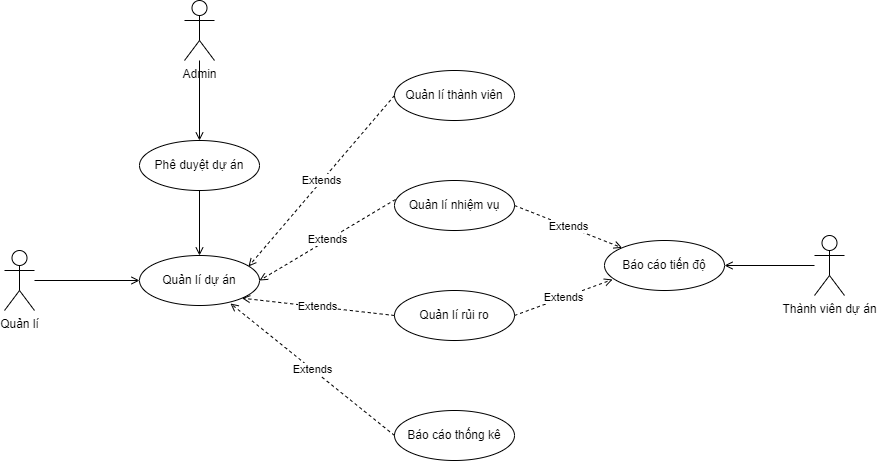 Admin
Quản lí thành viên
Phê duyệt dự án
Extends
Quản lí nhiệm vụ
Extends
Extends
Báo cáo tiến độ
Quản lí dự án
Extends
Extends
Quản lí
Quản lí rủi ro
Thành viên dự án
Extends
Báo cáo thống kê